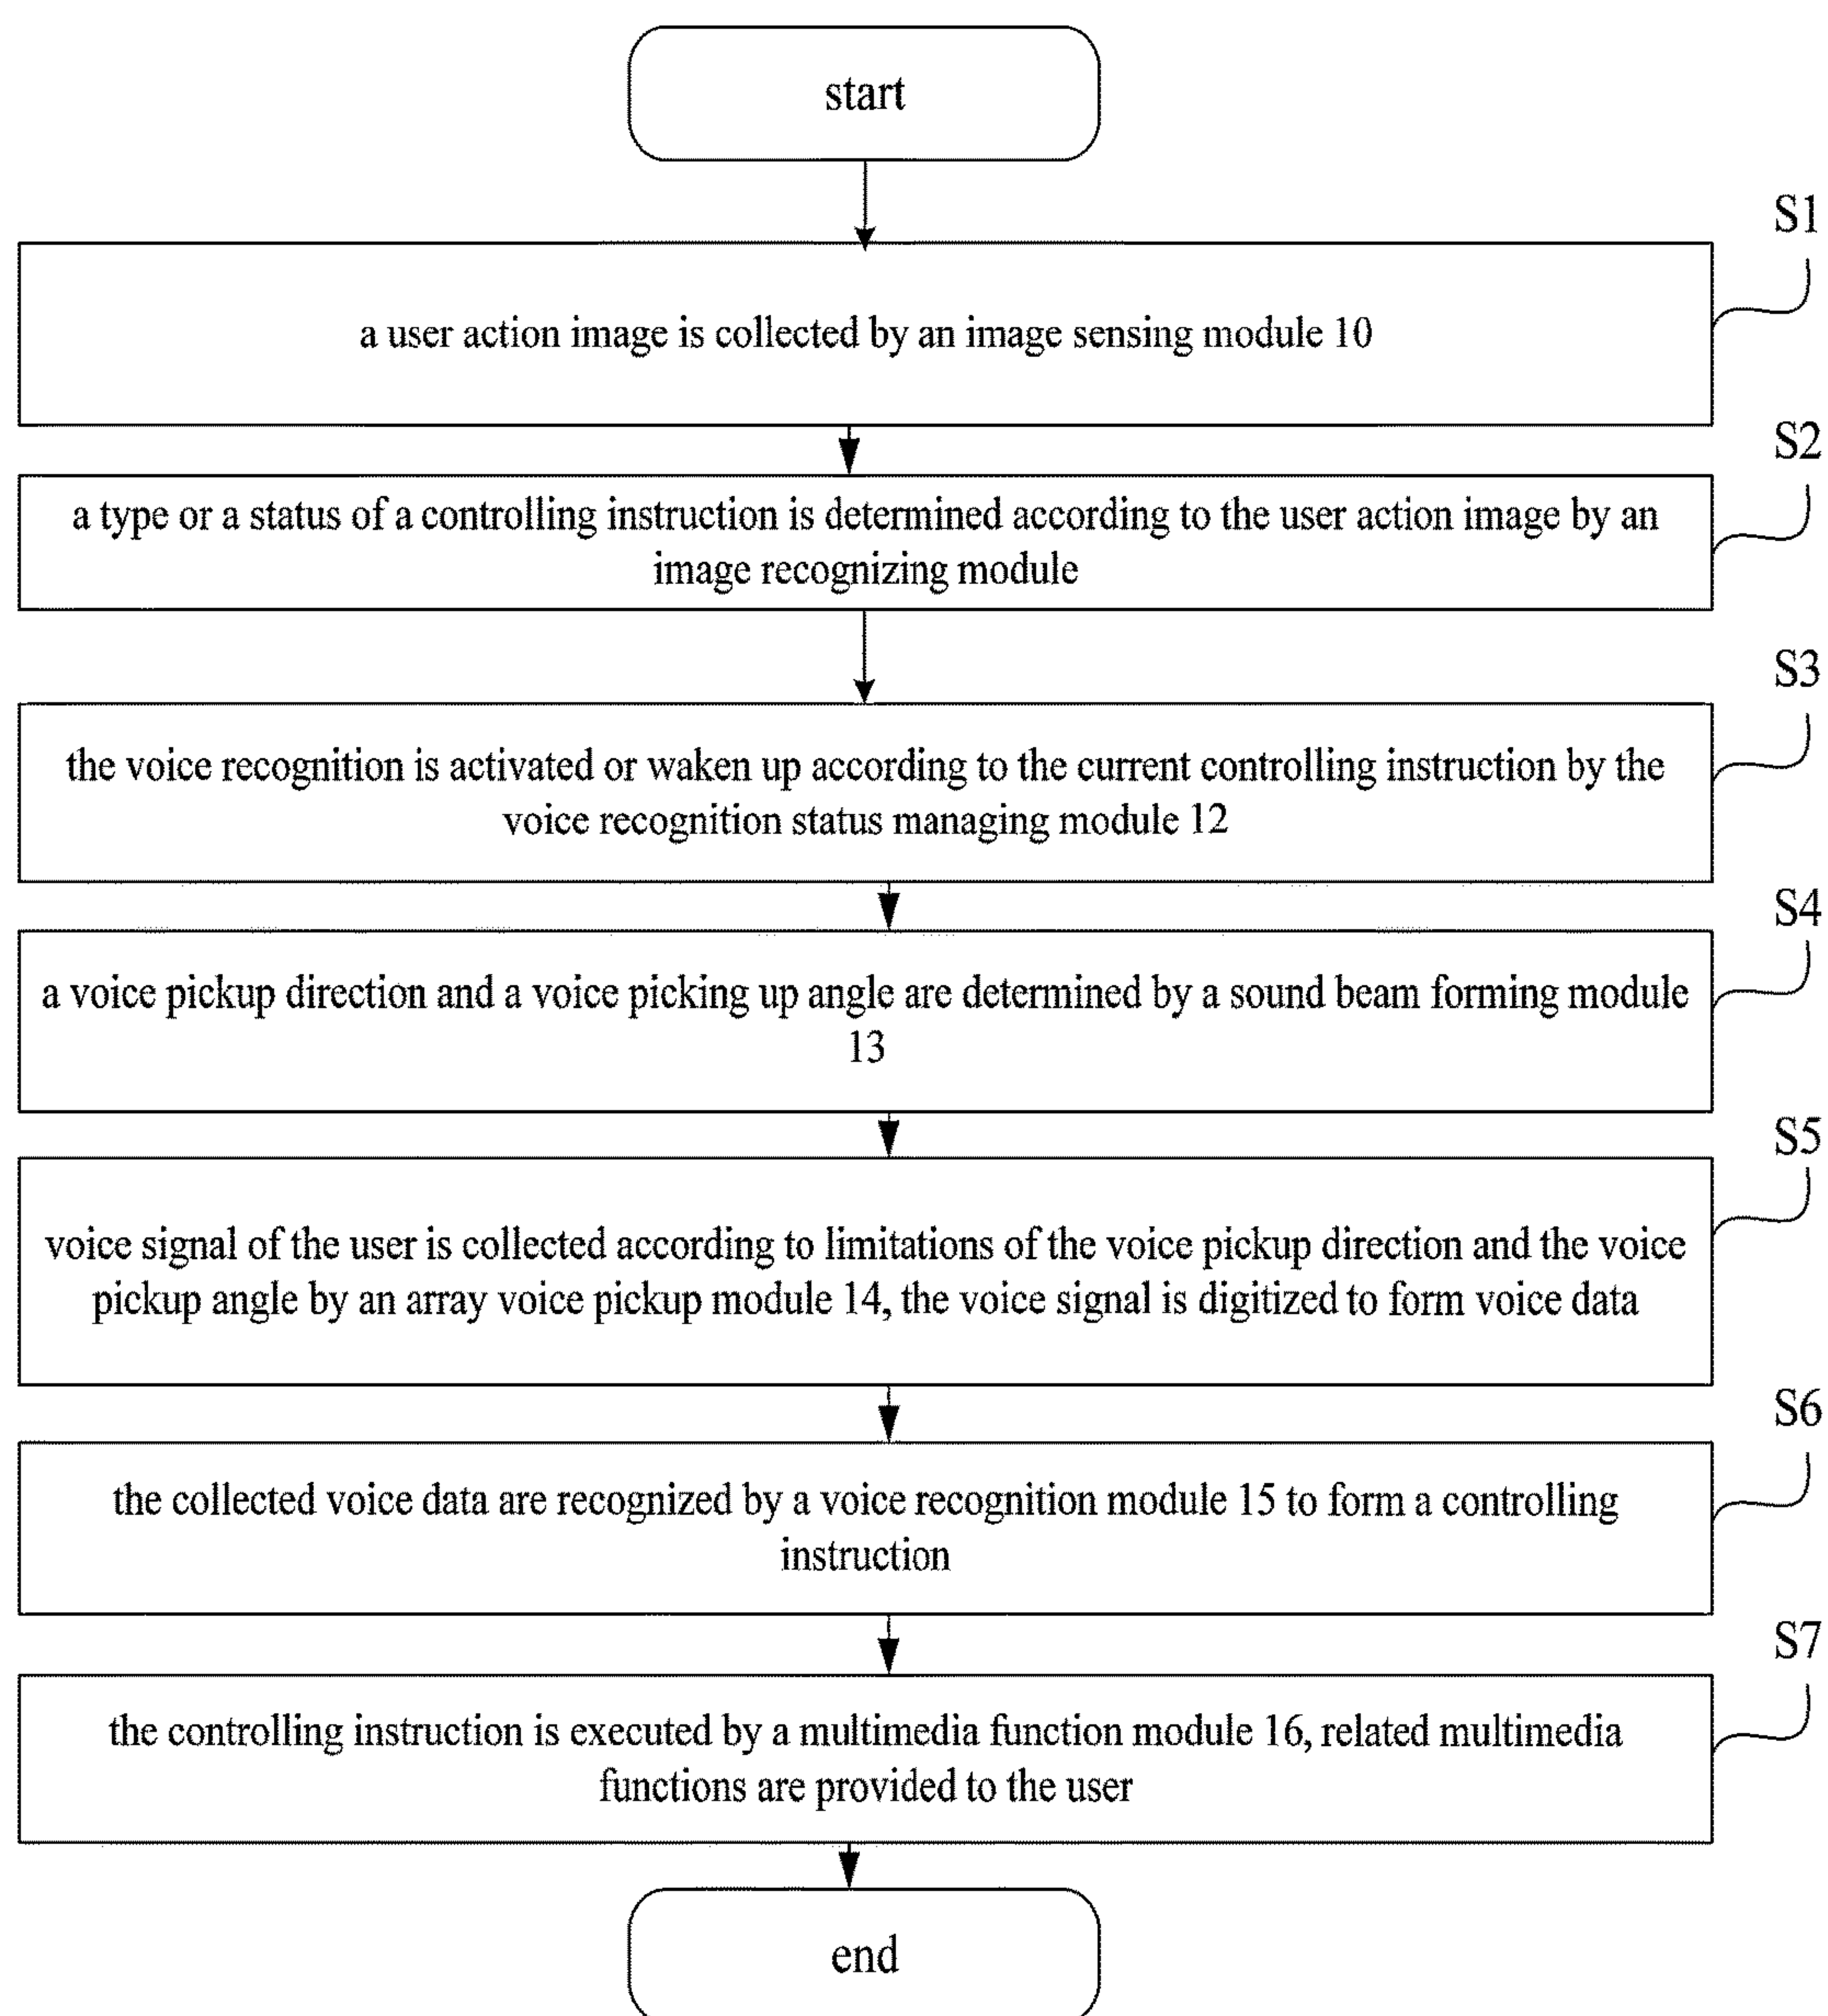 start
S1
a user action image is collected by an image sensing module 10
S2
a type or a status of a controlling instruction is determined according to the user action image by an
image recognizing module
S3
the voice recognition is activated or waken up according to the current controlling instruction by the
voice recognition status managing module 12
S4
a voice pickup direction and a voice picking up angle are determined by a sound beam forming module
13
S5
voice signal of the user is collected according to limitations of the voice pickup direction and the voice
pickup angle by an array voice pickup module 14, the voice signal is digitized to form voice data
S6
the collected voice data are recognized by a voice recognition module 15 to form a controlling
instruction
S7
the controlling instruction is executed by a multimedia function module 16, related multimedia
functions are provided to the user
end